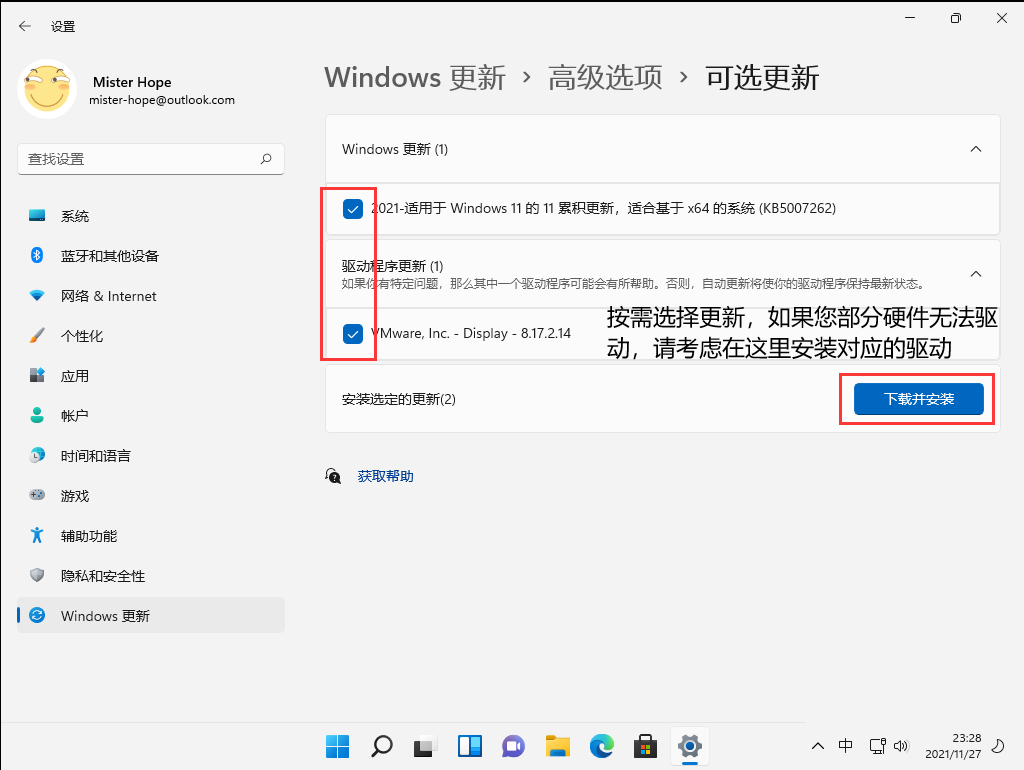 设置
Mister Hope
mister-hope@outlook.com
查找设置
系统
蓝牙和其他设备
网络 & Internet
个性化
应用
帐户
时间和语言
游戏
辅助功能
隐私和安全性
Windows 更新
Windows 更新 › 高级选项 › 可选更新
Windows 更新 (1)
2021-适用于 Windows 11 的 11 累积更新，适合基于 x64 的系统 (KB5007262)
驱动程序更新 (1)
如果你有特定问题，那么其中一个驱动程序可能会有所帮助。否则，自动更新将使你的驱动程序保持最新状态。
VMware, Inc. - Display - 8.17.2.14
按需选择更新，如果您部分硬件无法驱
动，请考虑在这里安装对应的驱动
安装选定的更新(2)
下载并安装
获取帮助
中
23:28
2021/11/27